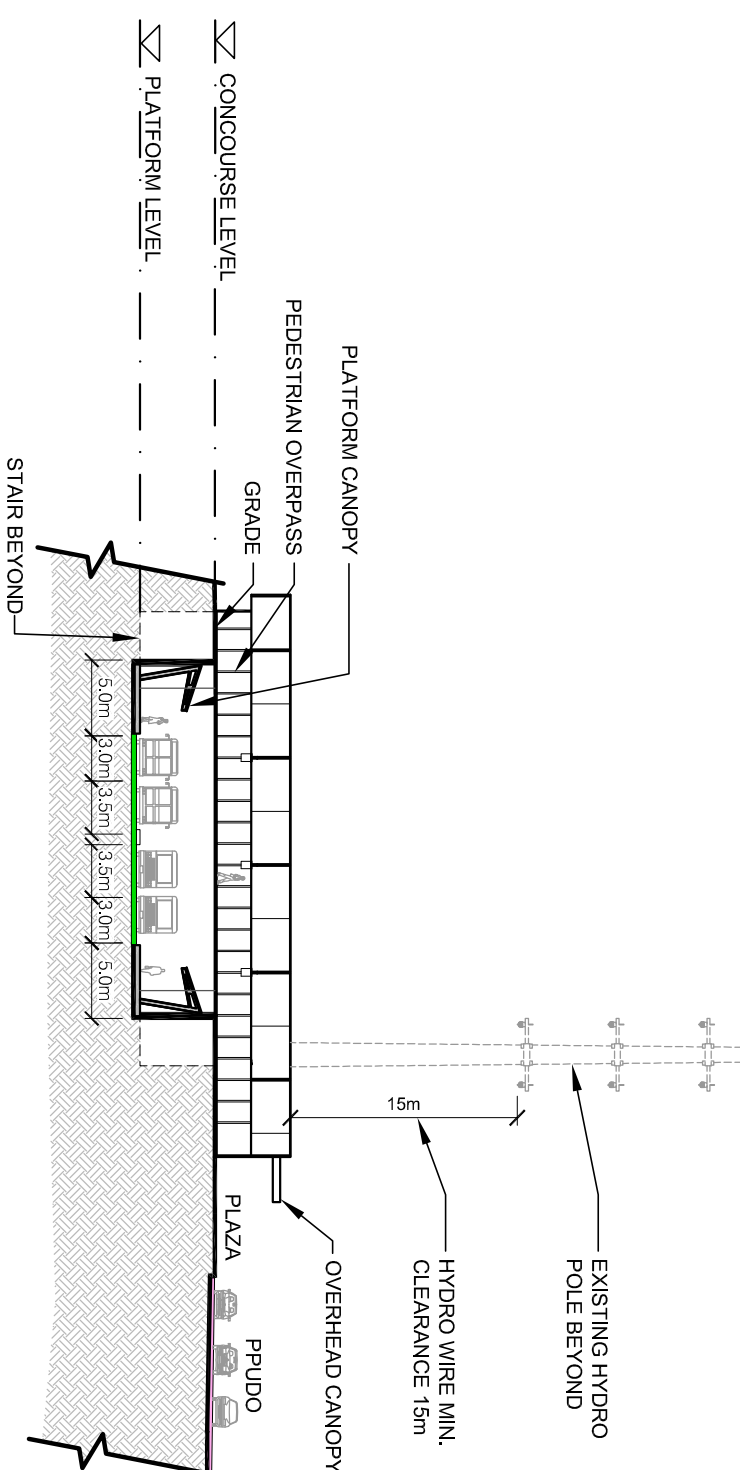 CONCOURSE LEVEL
PLATFORM LEVEL
PLATFORM CANOPY
PEDESTRIAN OVERPASS
GRADE
STAIR BEYOND
5.0m
3.0m
3.5m
3.5m
3.0m
5.0m
15m
EXISTING HYDRO
POLE BEYOND
HYDRO WIRE MIN.
CLEARANCE 15m
OVERHEAD CANOPY
PLAZA
PPUDO